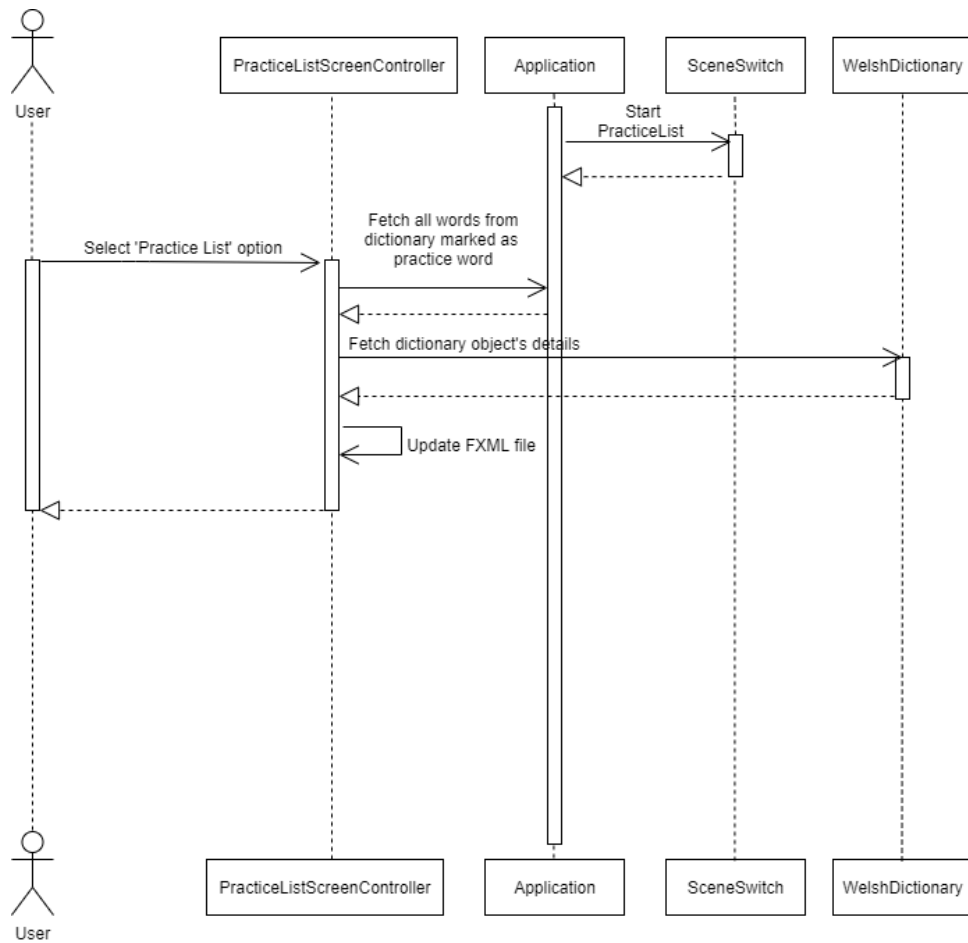 User
PracticeListScreenController
Application
SceneSwitch
WelshDictionary
Start
PracticeList
Fetch all words from
dictionary marked as
practice word
Select 'Practice List' option
Fetch dictionary object's details
Update FXML file
PracticeListScreenController
Application
SceneSwitch
WelshDictionary
User